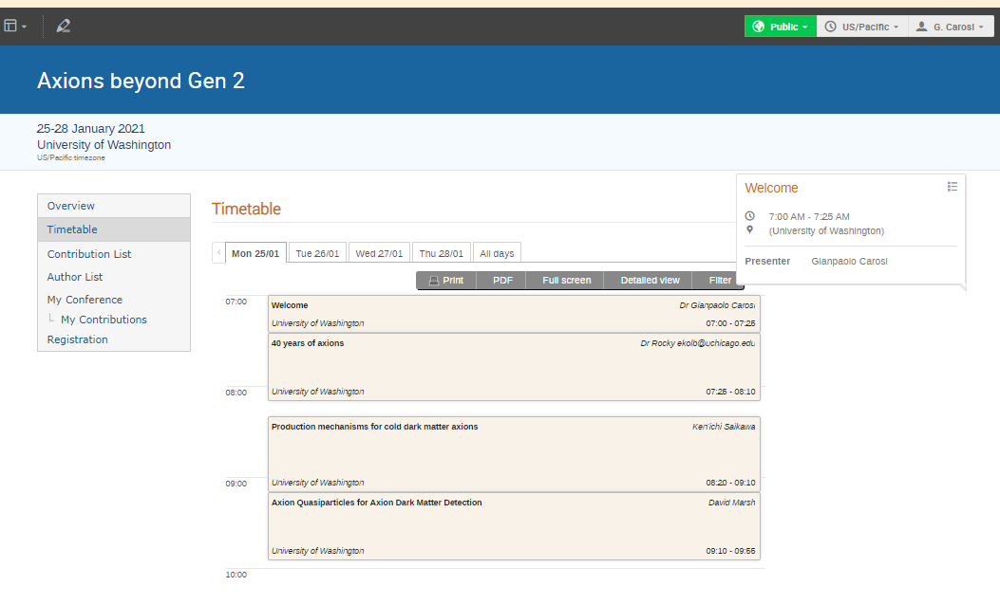 Public
US/Pacific
G. Carosi
Axions beyond Gen 2
25-28 January 2021
University of Washington
US/Pacific timezone
Overview
Timetable
Contribution List
Author List
My Conference
My Contributions
Registration
Timetable
Welcome
7:00 AM - 7:25 AM
(University of Washington)
Presenter Gianpaolo Carosi
Mon 25/01 Tue 26/01 Wed 27/01 Thu 28/01 All days
Print PDF Full screen Detailed view Filter
07:00
Welcome Dr Gianpaolo Carosi
University of Washington 07:00 - 07:25
40 years of axions Dr Rocky ekolb@uchicago.edu
08:00
University of Washington 07:25 - 08:10
Production mechanisms for cold dark matter axions Ken'ichi Saikawa
09:00
University of Washington 08:20 - 09:10
Axion Quasiparticles for Axion Dark Matter Detection David Marsh
University of Washington 09:10 - 09:55
10:00